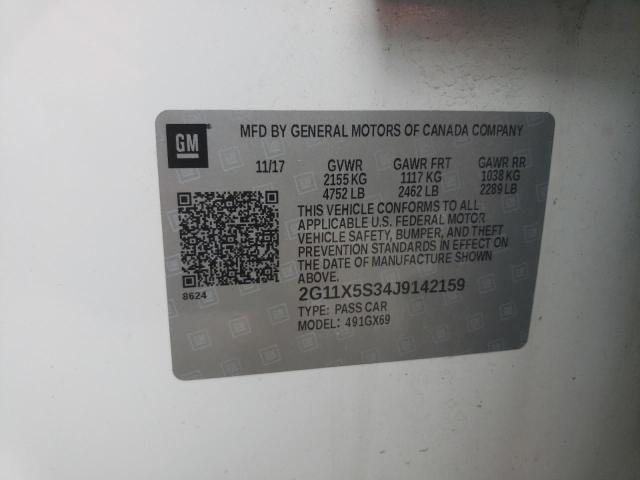 GM
MFD BY GENERAL MOTORS OF CANADA COMPANY
11/17 GVWR GAWR FRT GAWR RR
2155 KG 1117 KG 1038 KG
4752 LB 2462 LB 2289 LB
THIS VEHICLE CONFORMS TO ALL
APPLICABLE U.S. FEDERAL MOTOR
VEHICLE SAFETY, BUMPER, AND THEFT
PREVENTION STANDARDS IN EFFECT ON
THE DATE OF MANUFACTURE SHOWN
ABOVE.
8624
2G11X5S34J9142159
TYPE: PASS CAR
MODEL: 491GX69